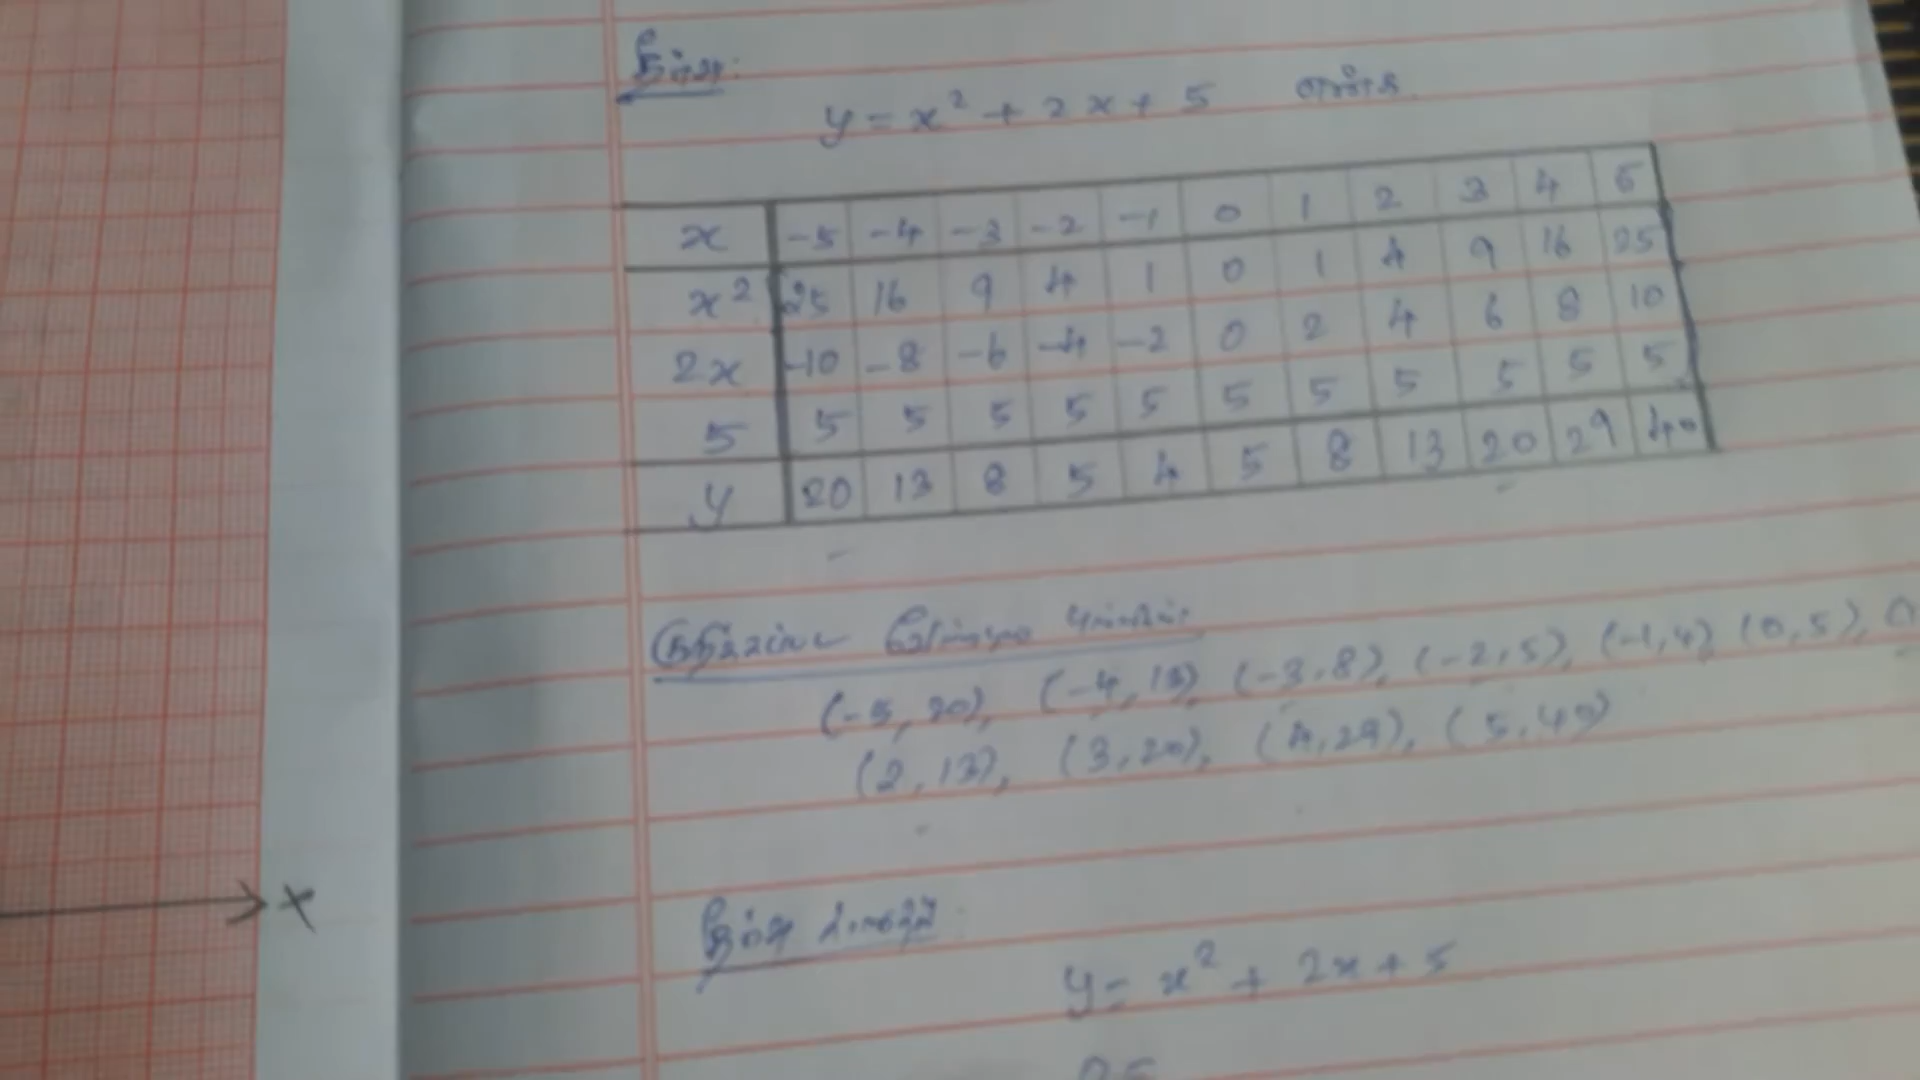 தீர்வு:
y = x² + 2x + 5 என்க.
x -5 -4 -3 -2 -1 0 1 2 3 4 5
x² 25 16 9 4 1 0 1 4 9 16 25
2x -10 -8 -6 -4 -2 0 2 4 6 8 10
5 5 5 5 5 5 5 5 5 5 5 5
y 20 13 8 5 4 5 8 13 20 29 40
குறிக்கப்பட வேண்டிய புள்ளிகள்
(-5,20), (-4,13), (-3,8), (-2,5), (-1,4), (0,5),
(2,13), (3,20), (4,29), (5,40)
தீர்வு
y = x² + 2x + 5
X